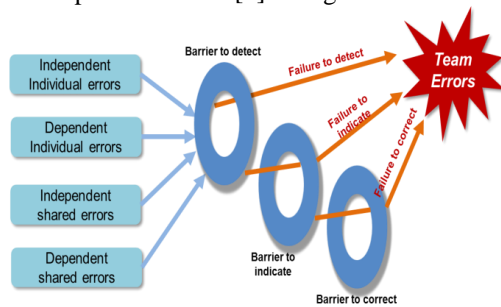 Independent
Individual errors
Dependent
Individual errors
Independent
shared errors
Dependent
shared errors
Barrier to detect
Failure to detect
Failure to
indicate
Failure to correct
Team
Errors
Barrier to
indicate
Barrier to correct